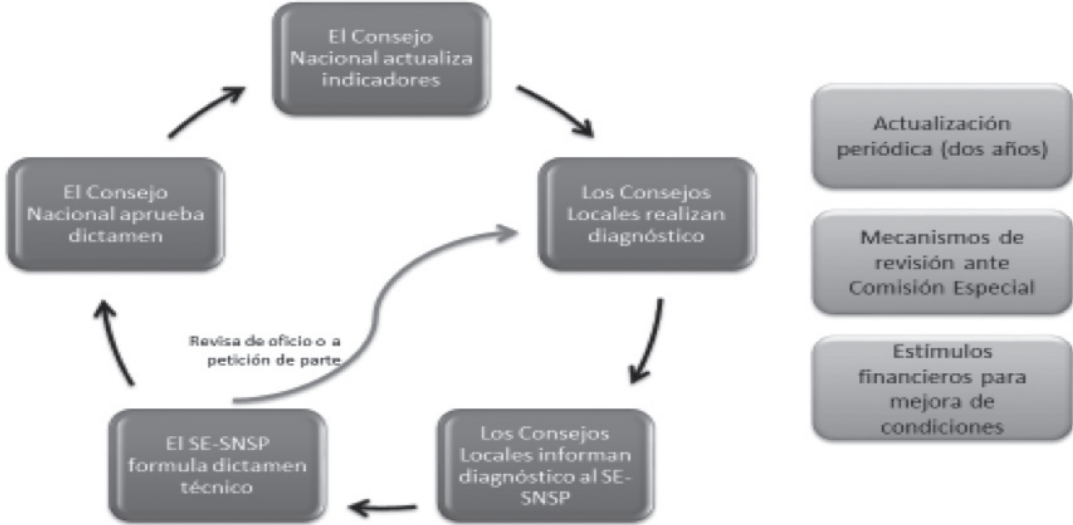 El Consejo
Nacional actualiza
indicadores
Los Consejos
Locales realizan
diagnóstico
Los Consejos
Locales informan
diagnóstico al SE-
SNSP
El SE-SNSP
formula dictamen
técnico
El Consejo
Nacional aprueba
dictamen
Revisa de oficio o a
petición de parte
Actualización
periódica (dos años)
Mecanismos de
revisión ante
Comisión Especial
Estímulos
financieros para
mejora de
condiciones